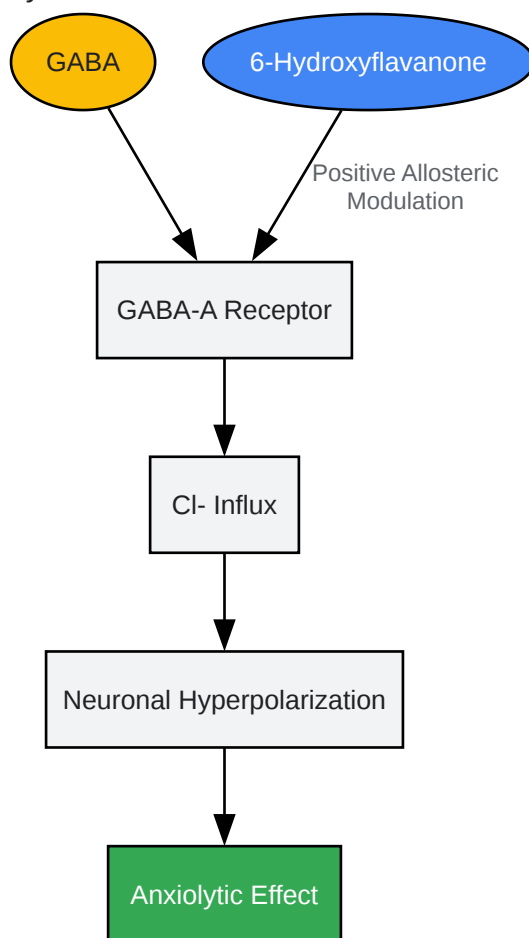 GABA
6-Hydroxyflavanone
Positive Allosteric
Modulation
GABA-A Receptor
Cl- Influx
Neuronal Hyperpolarization
Anxiolytic Effect